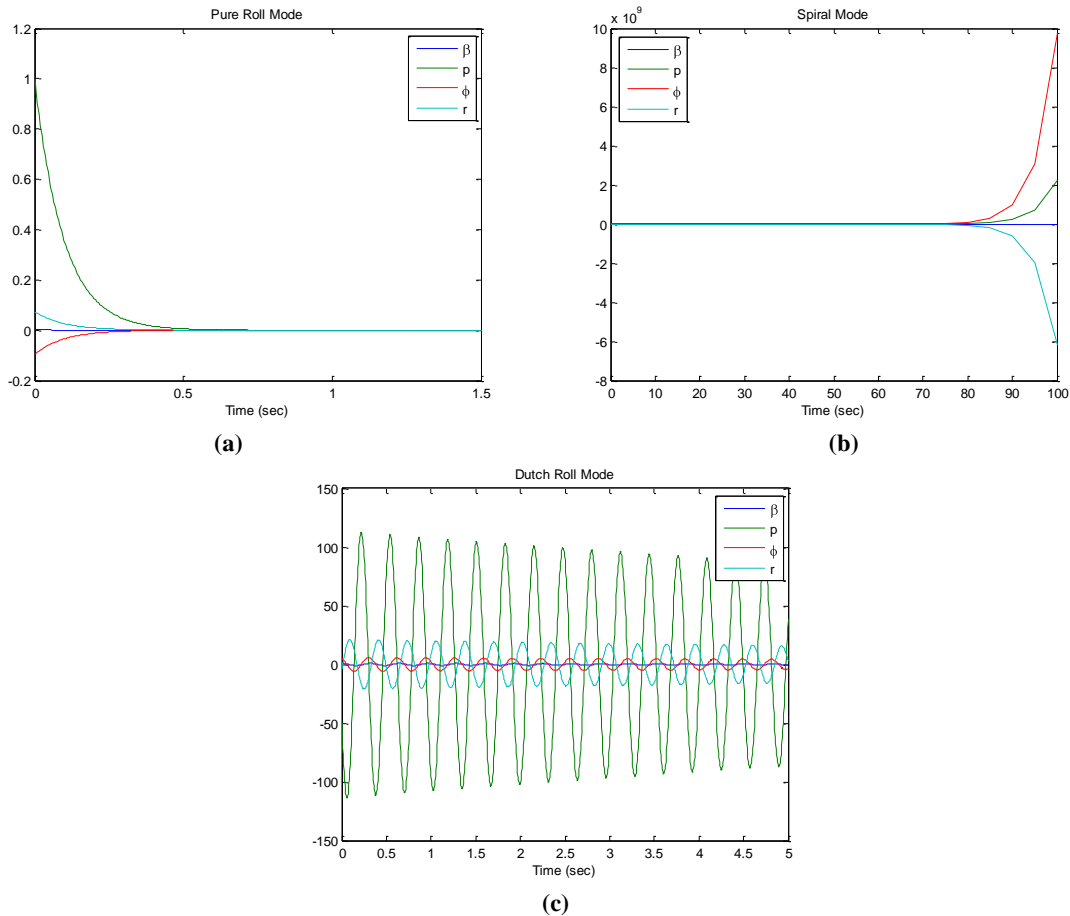 Pure Roll Mode
1.2
1
0.8
0.6
0.4
0.2
0
-0.2
0 0.5 1 1.5
Time (sec)
β
p
φ
r
(a)
Spiral Mode
x 10^9
10
8
6
4
2
0
-2
-4
-6
-8
0 10 20 30 40 50 60 70 80 90 100
Time (sec)
β
p
φ
r
(b)
Dutch Roll Mode
150
100
50
0
-50
-100
-150
0 0.5 1 1.5 2 2.5 3 3.5 4 4.5 5
Time (sec)
β
p
φ
r
(c)